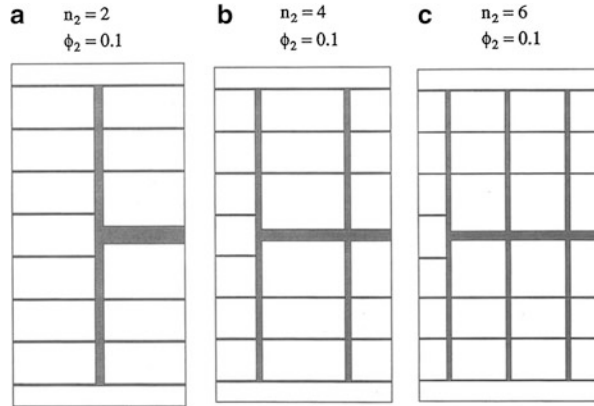 a
n₂ = 2
ϕ₂ = 0.1
b
n₂ = 4
ϕ₂ = 0.1
c
n₂ = 6
ϕ₂ = 0.1